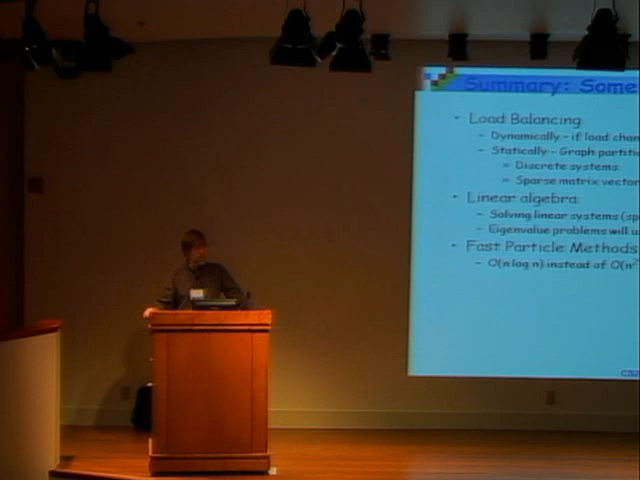 Summary: Some
• Load Balancing
– Dynamically – if load chan
– Statically – Graph partiti
» Discrete systems
» Sparse matrix vector
• Linear algebra
– Solving linear systems (sp
– Eigenvalue problems will u
• Fast Particle Methods
– O(n log n) instead of O(n²